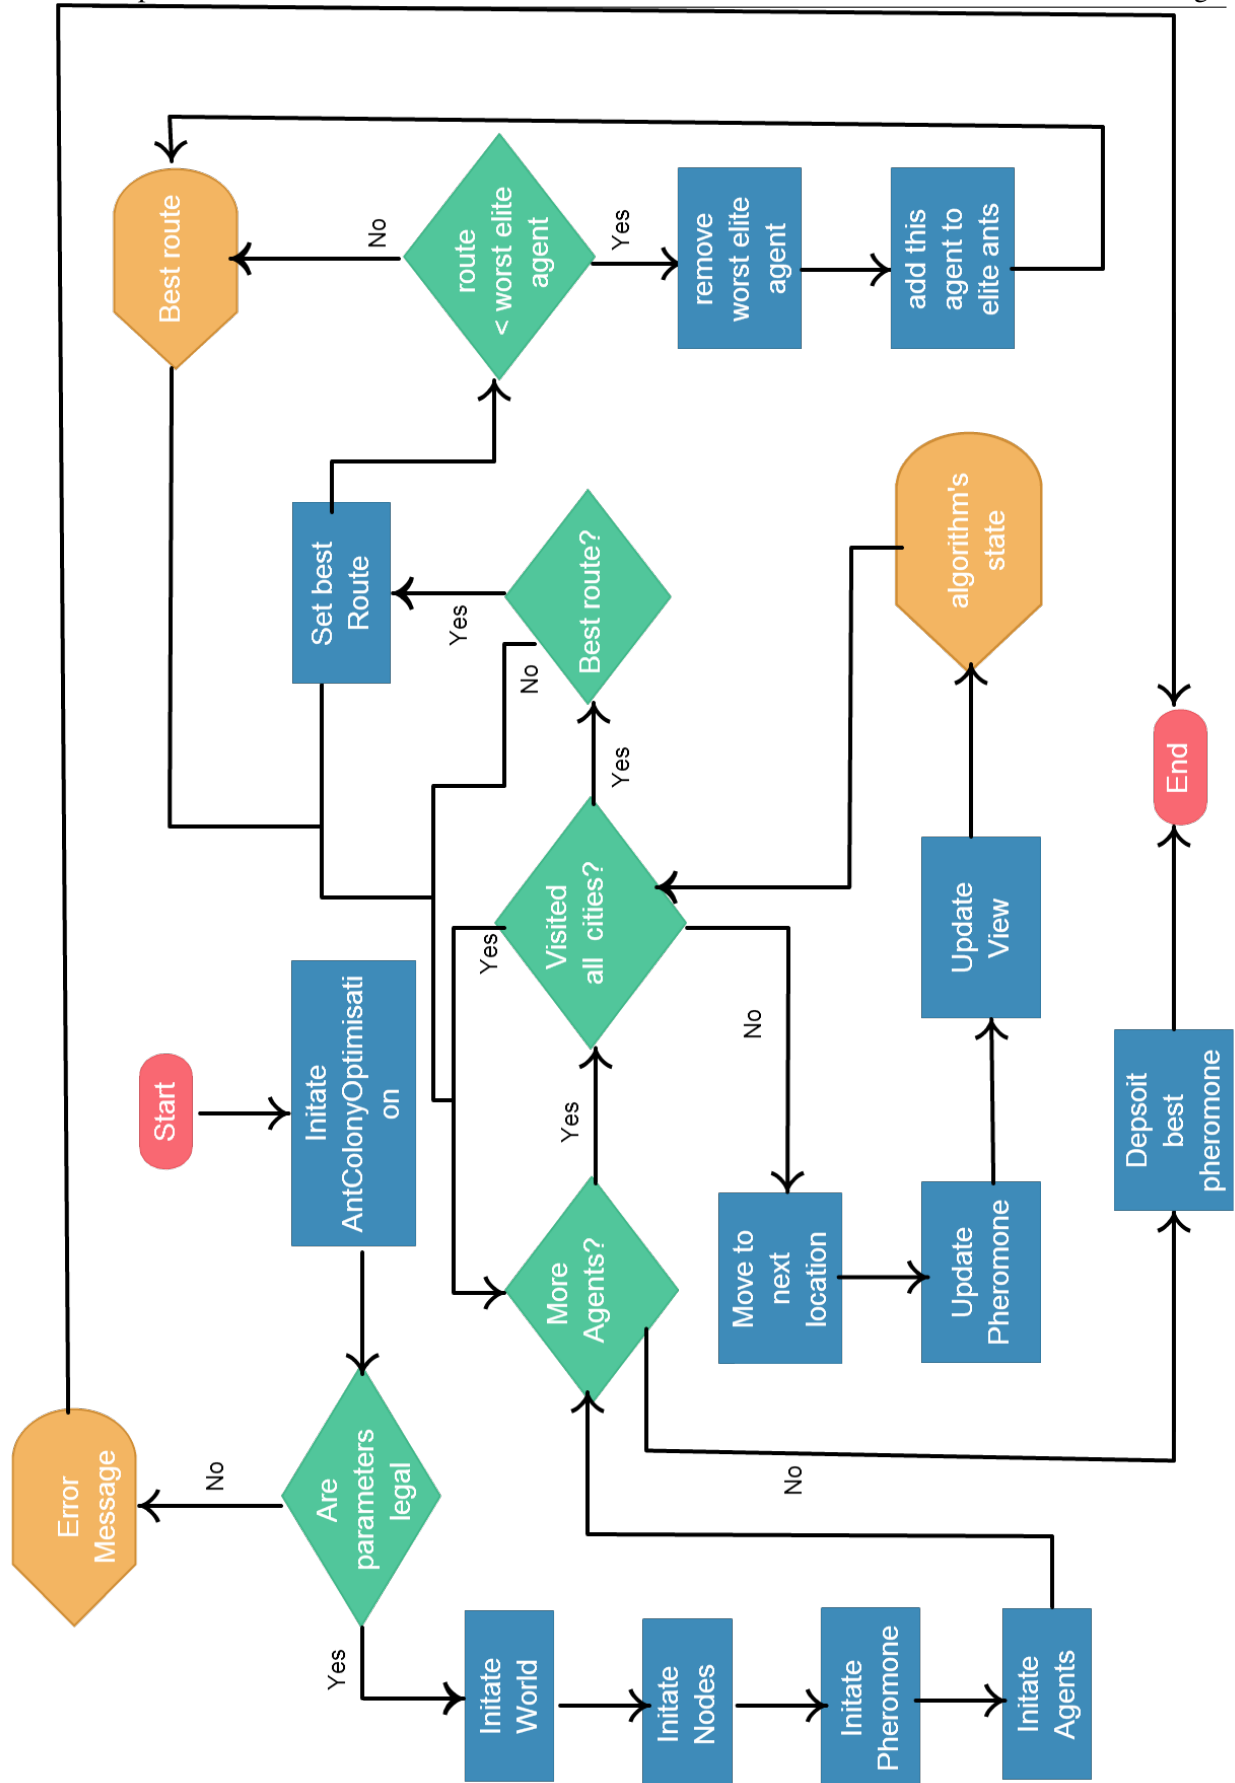 Error
Message
No
Are
parameters
legal
Yes
Initate
World
Initate
Nodes
Initate
Pheromone
Initate
Agents
Start
Initate
AntColonyOptimisati
on
More
Agents?
No
Yes
Visited
all cities?
Yes
No
Move to
next
location
Update
Pheromone
Update
View
algorithm's
state
Yes
Best route?
No
Yes
Set best
Route
route
< worst elite
agent
No
Best route
Yes
remove
worst elite
agent
add this
agent to
elite ants
Depsoit
best
pheromone
End